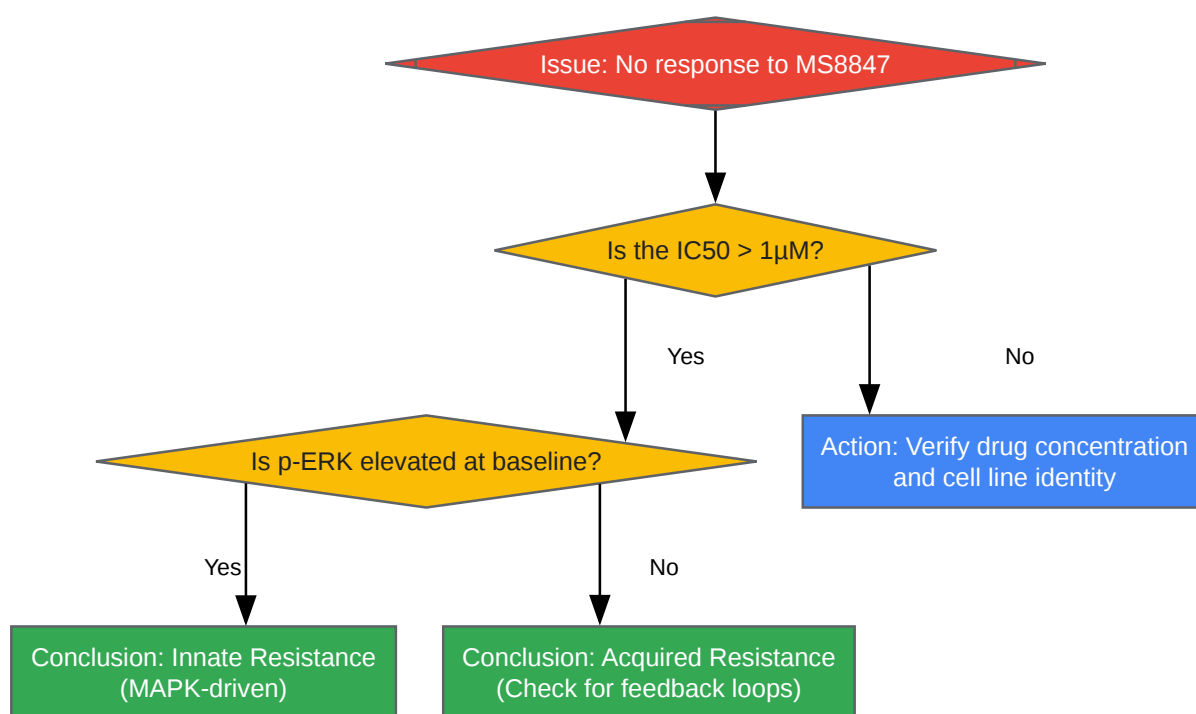 Issue: No response to MS8847
Is the IC50 > 1µM?
Yes
No
Is p-ERK elevated at baseline?
Action: Verify drug concentration
and cell line identity
Yes
No
Conclusion: Innate Resistance
(MAPK-driven)
Conclusion: Acquired Resistance
(Check for feedback loops)